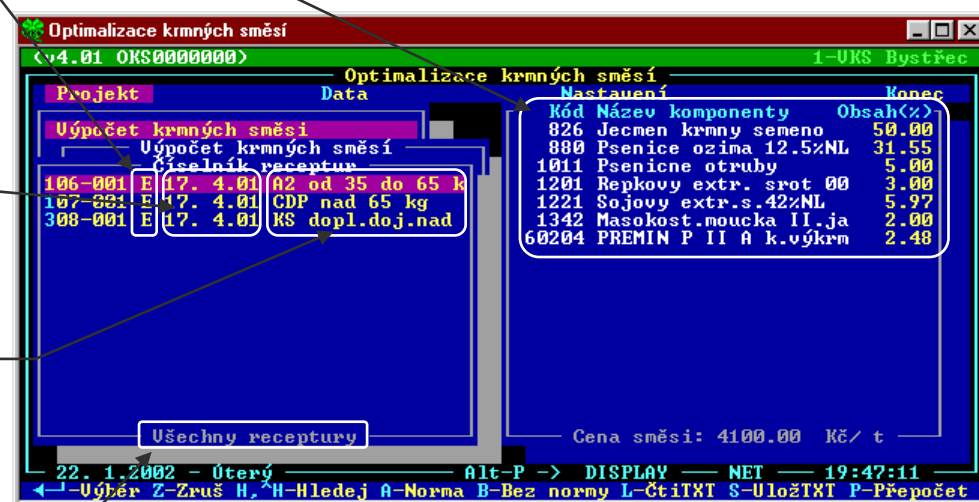 Optimalizace krmných směsí
(v4.01 OKS0000000) 1-VKS Bystřec
Optimalizace krmných směsí
Projekt Data Nastavení Konec
Výpočet krmných směsí
Výpočet krmných směsí
Číselník receptur
106-001 E 17. 4.01 A2 od 35 do 65 k
107-001 E 17. 4.01 CDP nad 65 kg
308-001 E 17. 4.01 KS dopl.doj.nad
Všechny receptury
Kód Název komponenty Obsah(%)
826 Jecmen krmny semeno 50.00
880 Psenice ozima 12.5%NL 31.55
1011 Psenicne otruby 5.00
1201 Repkovy extr. srot 00 3.00
1221 Sojovy extr.s.42%NL 5.97
1342 Masokost.moucka II.ja 2.00
60204 PREMIN P II A k.výkrm 2.48
Cena směsi: 4100.00 Kč/ t
22. 1.2002 - Úterý Alt-P -> DISPLAY NET 19:47:11
◄─┘-Výběr Z-Zruš H,^H-Hledej A-Norma B-Bez normy L-ČtiTXT S-UložTXT P-Přepočet